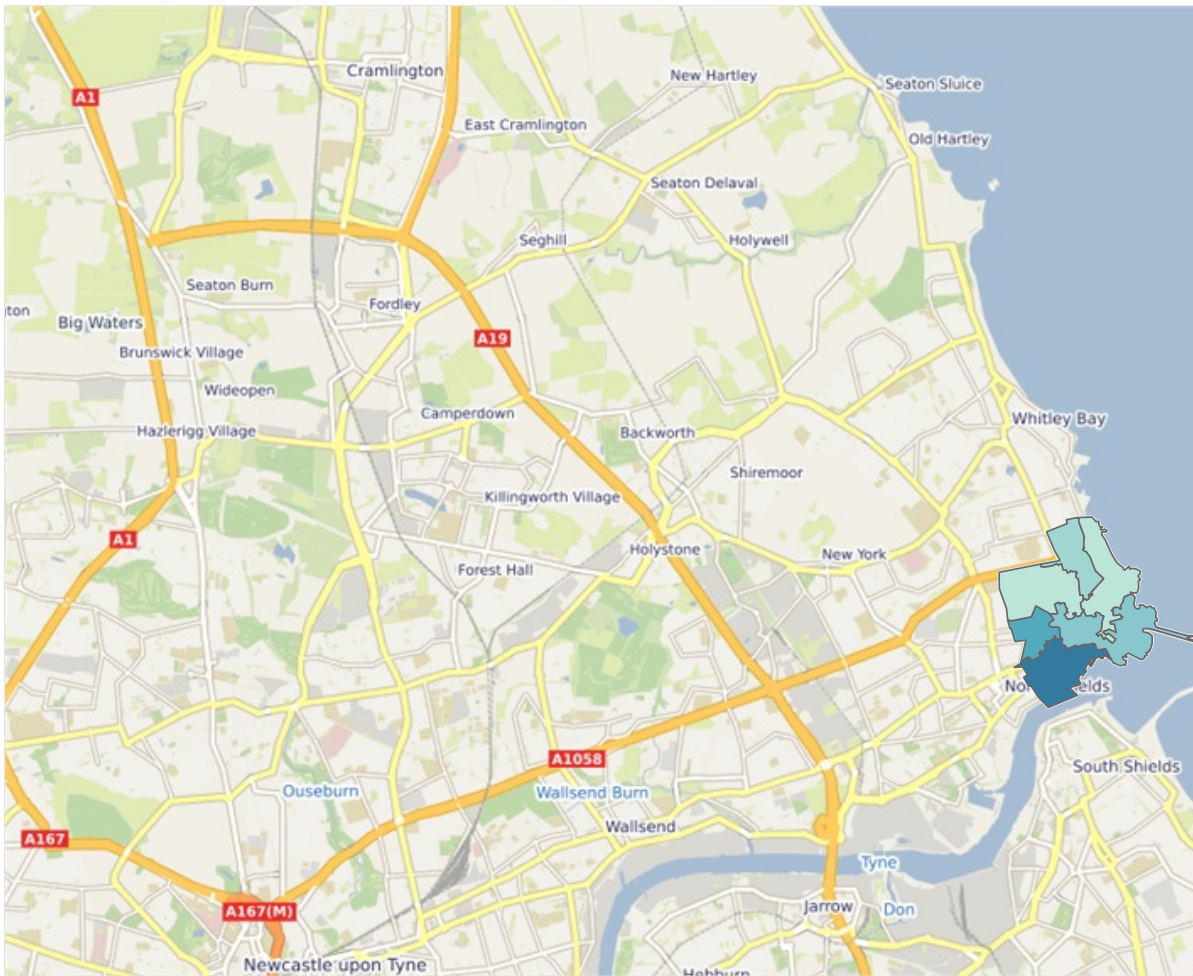 Cramlington
New Hartley
Seaton Sluice
A1
East Cramlington
Old Hartley
Seaton Delaval
Seghill
Holywell
Seaton Burn
Fordley
gton
Big Waters
A19
Brunswick Village
Wideopen
Camperdown
Whitley Bay
Hazlerigg Village
Backworth
Shiremoor
Killingworth Village
A1
Holystone
New York
Forest Hall
A1058
South Shields
Ouseburn
Wallsend Burn
Wallsend
A167
Tyne
Jarrow
Don
A167(M)
Newcastle upon Tyne